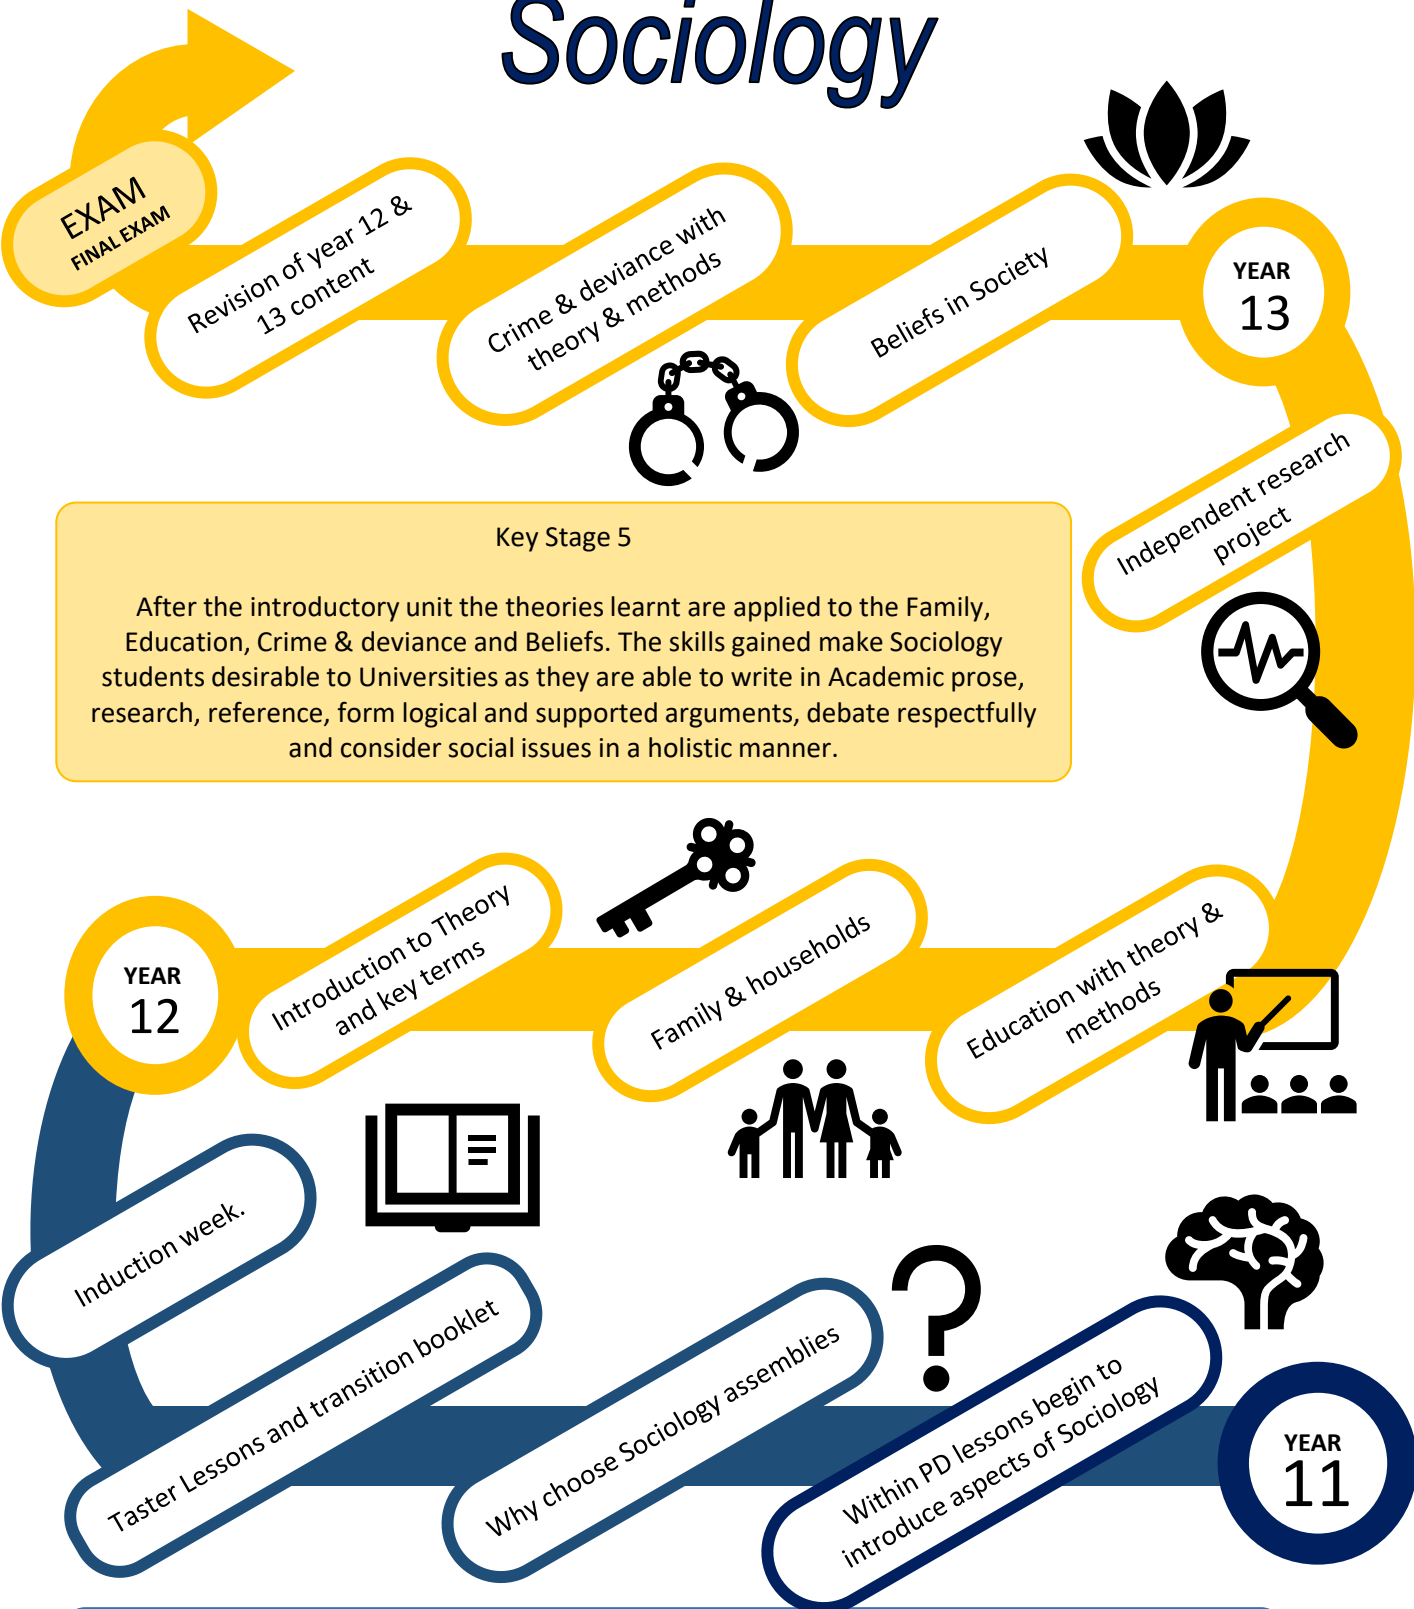 Sociology
EXAM
FINAL EXAM
Revision of year 12 &
13 content
Crime & deviance with
theory & methods
Beliefs in Society
YEAR
13
Independent research
project
Key Stage 5
After the introductory unit the theories learnt are applied to the Family,
Education, Crime & deviance and Beliefs. The skills gained make Sociology
students desirable to Universities as they are able to write in Academic prose,
research, reference, form logical and supported arguments, debate respectfully
and consider social issues in a holistic manner.
YEAR
12
Introduction to Theory
and key terms
Family & households
Education with theory &
methods
Induction week.
Taster Lessons and transition booklet
Why choose Sociology assemblies
Within PD lessons begin to
introduce aspects of Sociology
YEAR
11